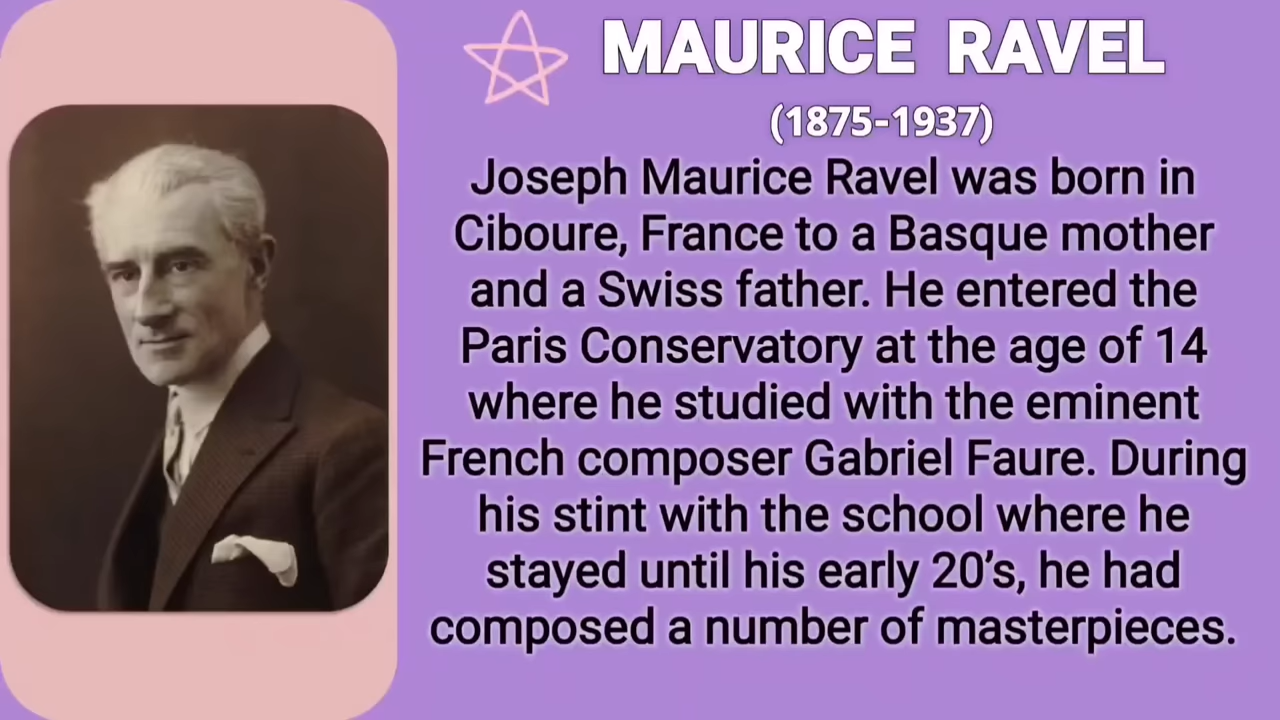 MAURICE RAVEL
(1875-1937)
Joseph Maurice Ravel was born in
Ciboure, France to a Basque mother
and a Swiss father. He entered the
Paris Conservatory at the age of 14
where he studied with the eminent
French composer Gabriel Faure. During
his stint with the school where he
stayed until his early 20’s, he had
composed a number of masterpieces.